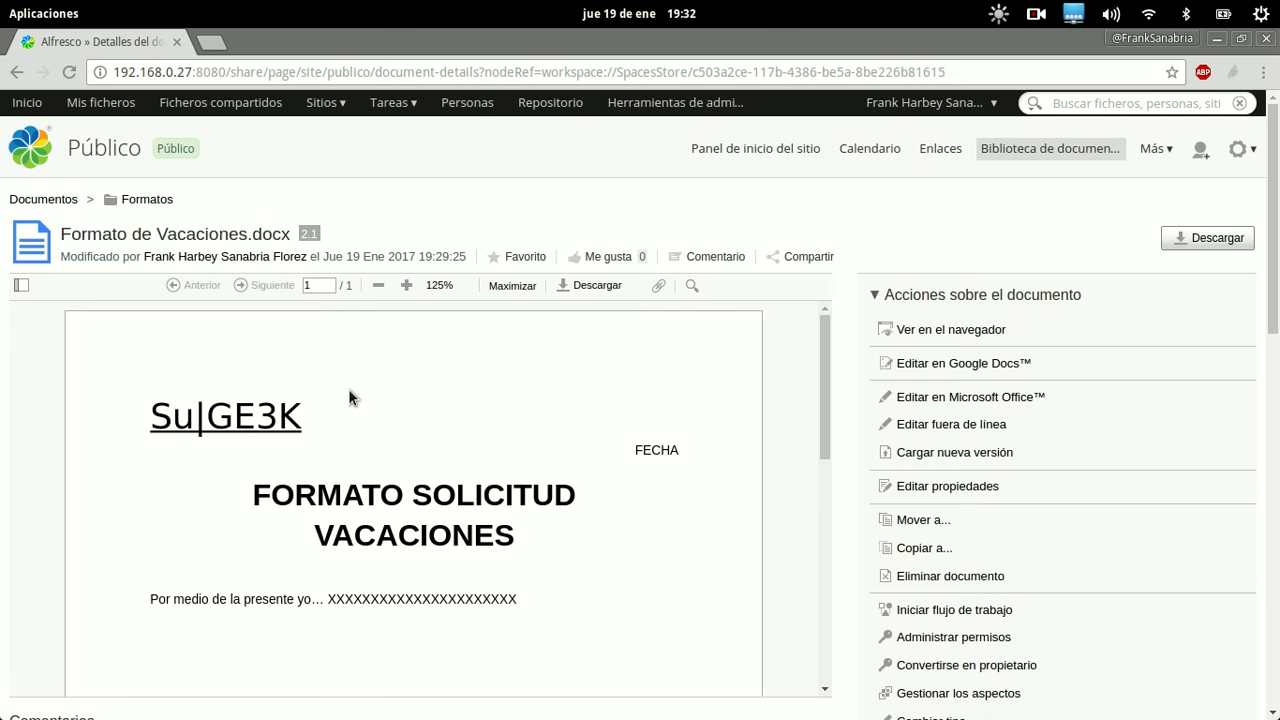 Aplicaciones
jue 19 de ene 19:32
Alfresco » Detalles del do
@FrankSanabria
192.168.0.27:8080/share/page/site/publico/document-details?nodeRef=workspace://SpacesStore/c503a2ce-117b-4386-be5a-8be226b81615
ABP
Inicio Mis ficheros Ficheros compartidos Sitios ▾ Tareas ▾ Personas Repositorio Herramientas de admi... Frank Harbey Sana... ▾ Buscar ficheros, personas, siti
Público Público
Panel de inicio del sitio Calendario Enlaces Biblioteca de documen... Más ▾
Documentos > Formatos
Formato de Vacaciones.docx 2.1
Descargar
Modificado por Frank Harbey Sanabria Florez el Jue 19 Ene 2017 19:29:25 Favorito Me gusta 0 Comentario Compartir
Anterior Siguiente 1 / 1 125% Maximizar Descargar
Su|GE3K
FECHA
FORMATO SOLICITUD
VACACIONES
Por medio de la presente yo… XXXXXXXXXXXXXXXXXXXXXX
Acciones sobre el documento
Ver en el navegador
Editar en Google Docs™
Editar en Microsoft Office™
Editar fuera de línea
Cargar nueva versión
Editar propiedades
Mover a...
Copiar a...
Eliminar documento
Iniciar flujo de trabajo
Administrar permisos
Convertirse en propietario
Gestionar los aspectos
Cambiar tipo
Comentarios